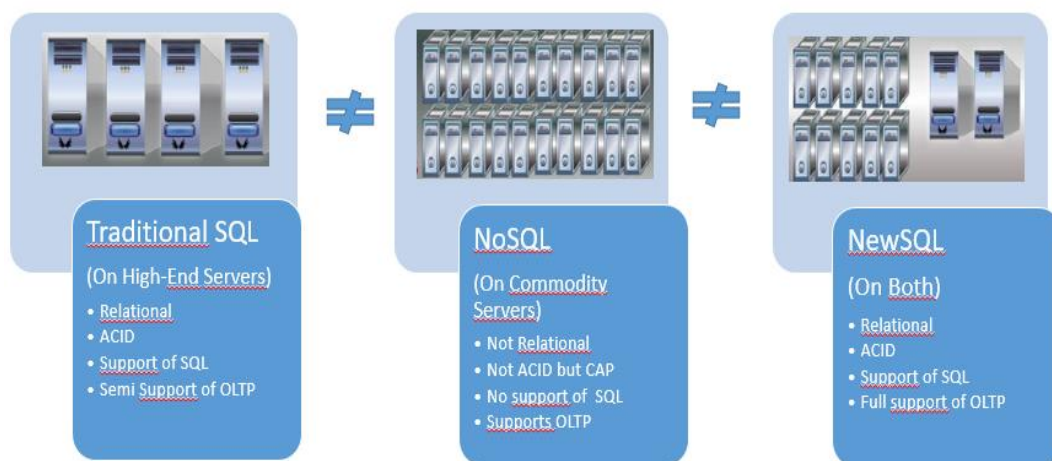 Traditional SQL
(On High-End Servers)
• Relational
• ACID
• Support of SQL
• Semi Support of OLTP
NoSQL
(On Commodity
Servers)
• Not Relational
• Not ACID but CAP
• No support of SQL
• Supports OLTP
NewSQL
(On Both)
• Relational
• ACID
• Support of SQL
• Full support of OLTP